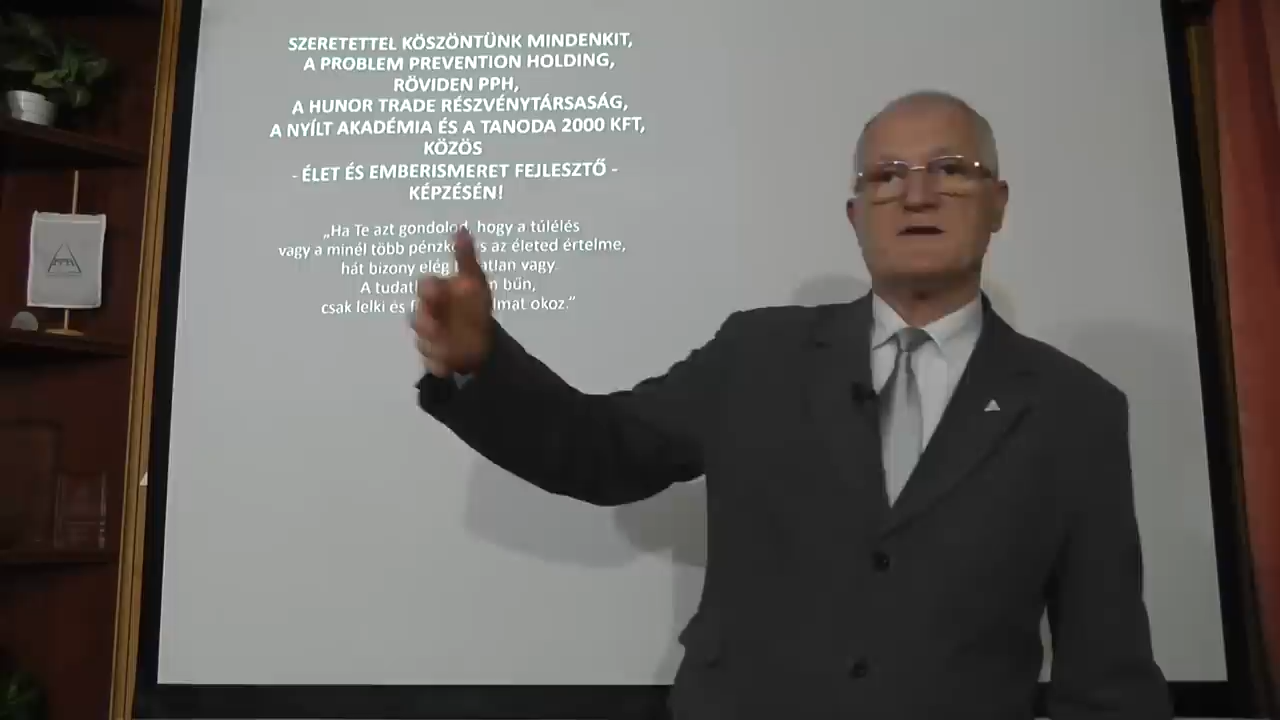 SZERETETTEL KÖSZÖNTÜNK MINDENKIT,
A PROBLEM PREVENTION HOLDING,
RÖVIDEN PPH,
A HUNOR TRADE RÉSZVÉNYTÁRSASÁG,
A NYÍLT AKADÉMIA ÉS A TANODA 2000 KFT,
KÖZÖS
- ÉLET ÉS EMBERISMERET FEJLESZTŐ -
KÉPZÉSÉN!
„Ha Te azt gondolod, hogy a túlélés
vagy a minél több az életed értelme,
hát bizony elég vagy.
A bűn,
csak lelki és okoz.”